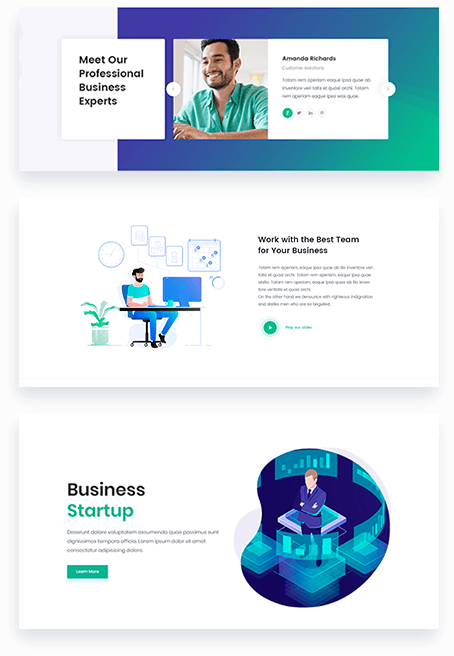 Meet Our
Professional
Business
Experts
Amanda Richards
Customer Relations
Totam rem aperiam eaque ipsa quae ab
inventore veri tatis et quasi archi. Totam
rem aperiam eaque ipsa was quae.
Work with the Best Team
for Your Business
Totam rem aperiam, eaque ipsa quae ab illo inventore veri
tatis et quasi archi. Totam rem aperiam, eaque ipsa quae
abillo. Totam rem aperiam, eaque ipsa quae ab illo inven
tore veritatis et quasi archi.
On the other hand we denounce with righteous indignation
and dislike men who are so beguiled.
Play our video
Business
Startup
Deserunt dolore voluptatem assumenda quae possimus sunt
dignissimos tempora officia. Lorem ipsum dolor sit amet
consectetur adipisicing dolore.
Learn More